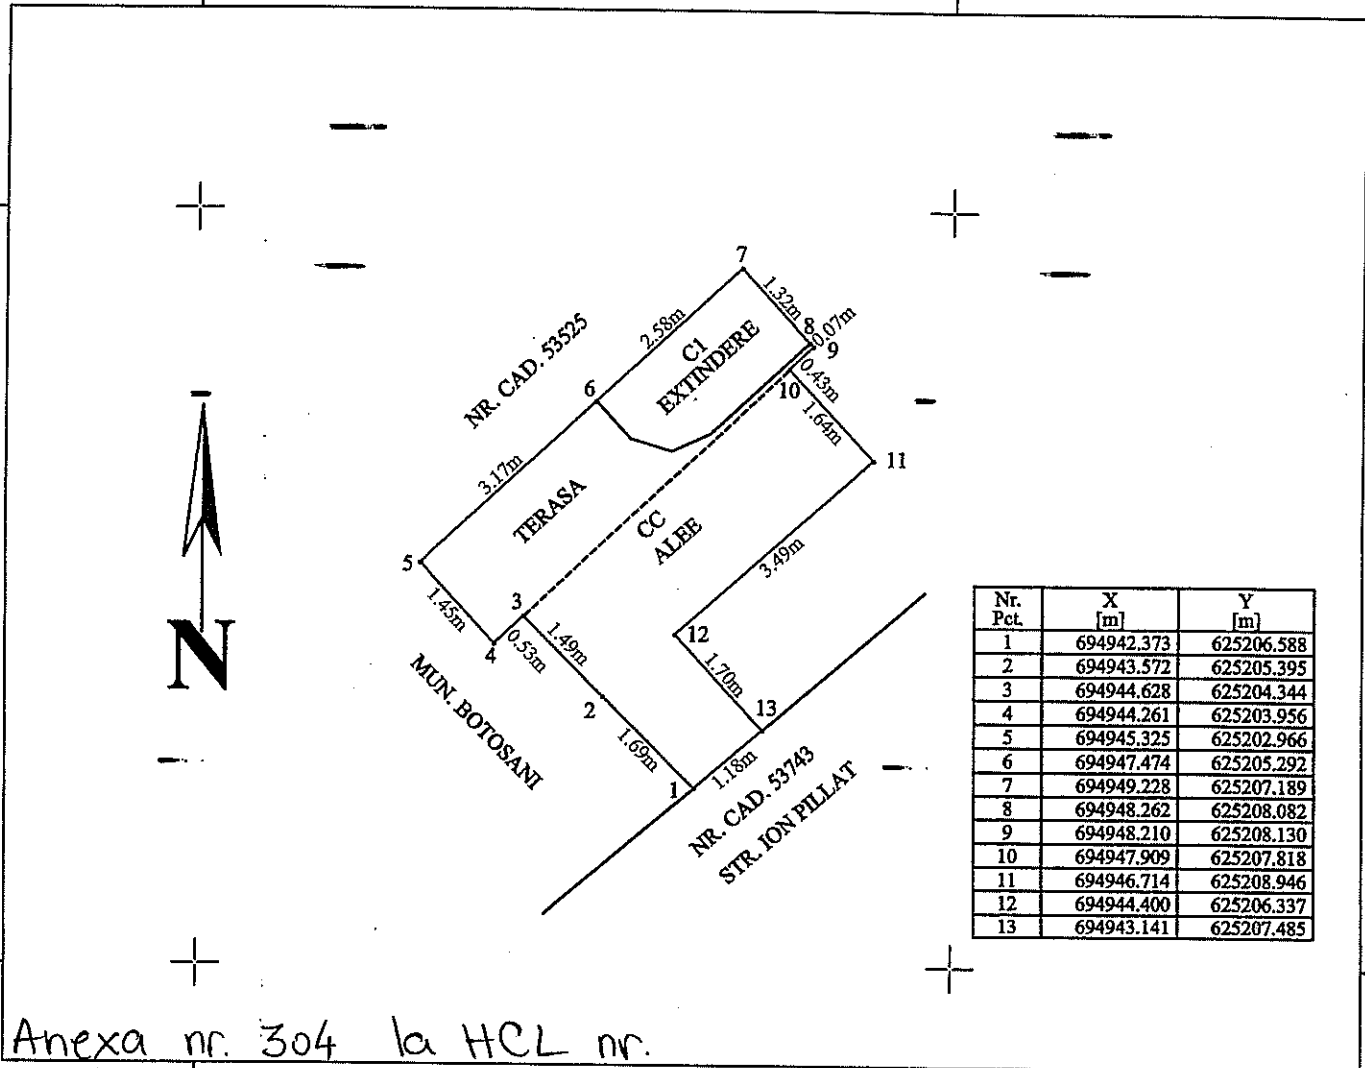 7
1.32m
8
0.07m
9
2.58m
C1
EXTINDERE
NR. CAD. 53525
6
10
0.43m
1.64m
11
3.17m
TERASA
CC
ALEE
5
3.49m
1.45m
3
4
0.53m
1.49m
12
1.70m
N
MUN. BOTOSANI
2
13
1.69m
1
1.18m
NR. CAD. 53743
STR. ION PILLAT
Nr. Pct. X [m] Y [m]
1 694942.373 625206.588
2 694943.572 625205.395
3 694944.628 625204.344
4 694944.261 625203.956
5 694945.325 625202.966
6 694947.474 625205.292
7 694949.228 625207.189
8 694948.262 625208.082
9 694948.210 625208.130
10 694947.909 625207.818
11 694946.714 625208.946
12 694944.400 625206.337
13 694943.141 625207.485
Anexa nr. 304 la HCL nr.